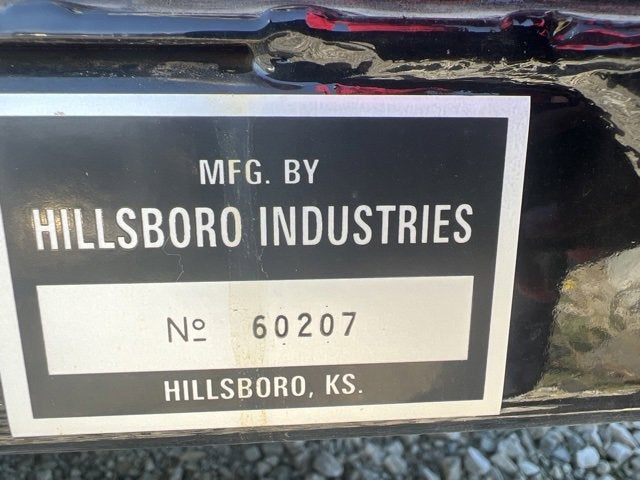 MFG. BY
HILLSBORO INDUSTRIES
Nº 60207
HILLSBORO, KS.